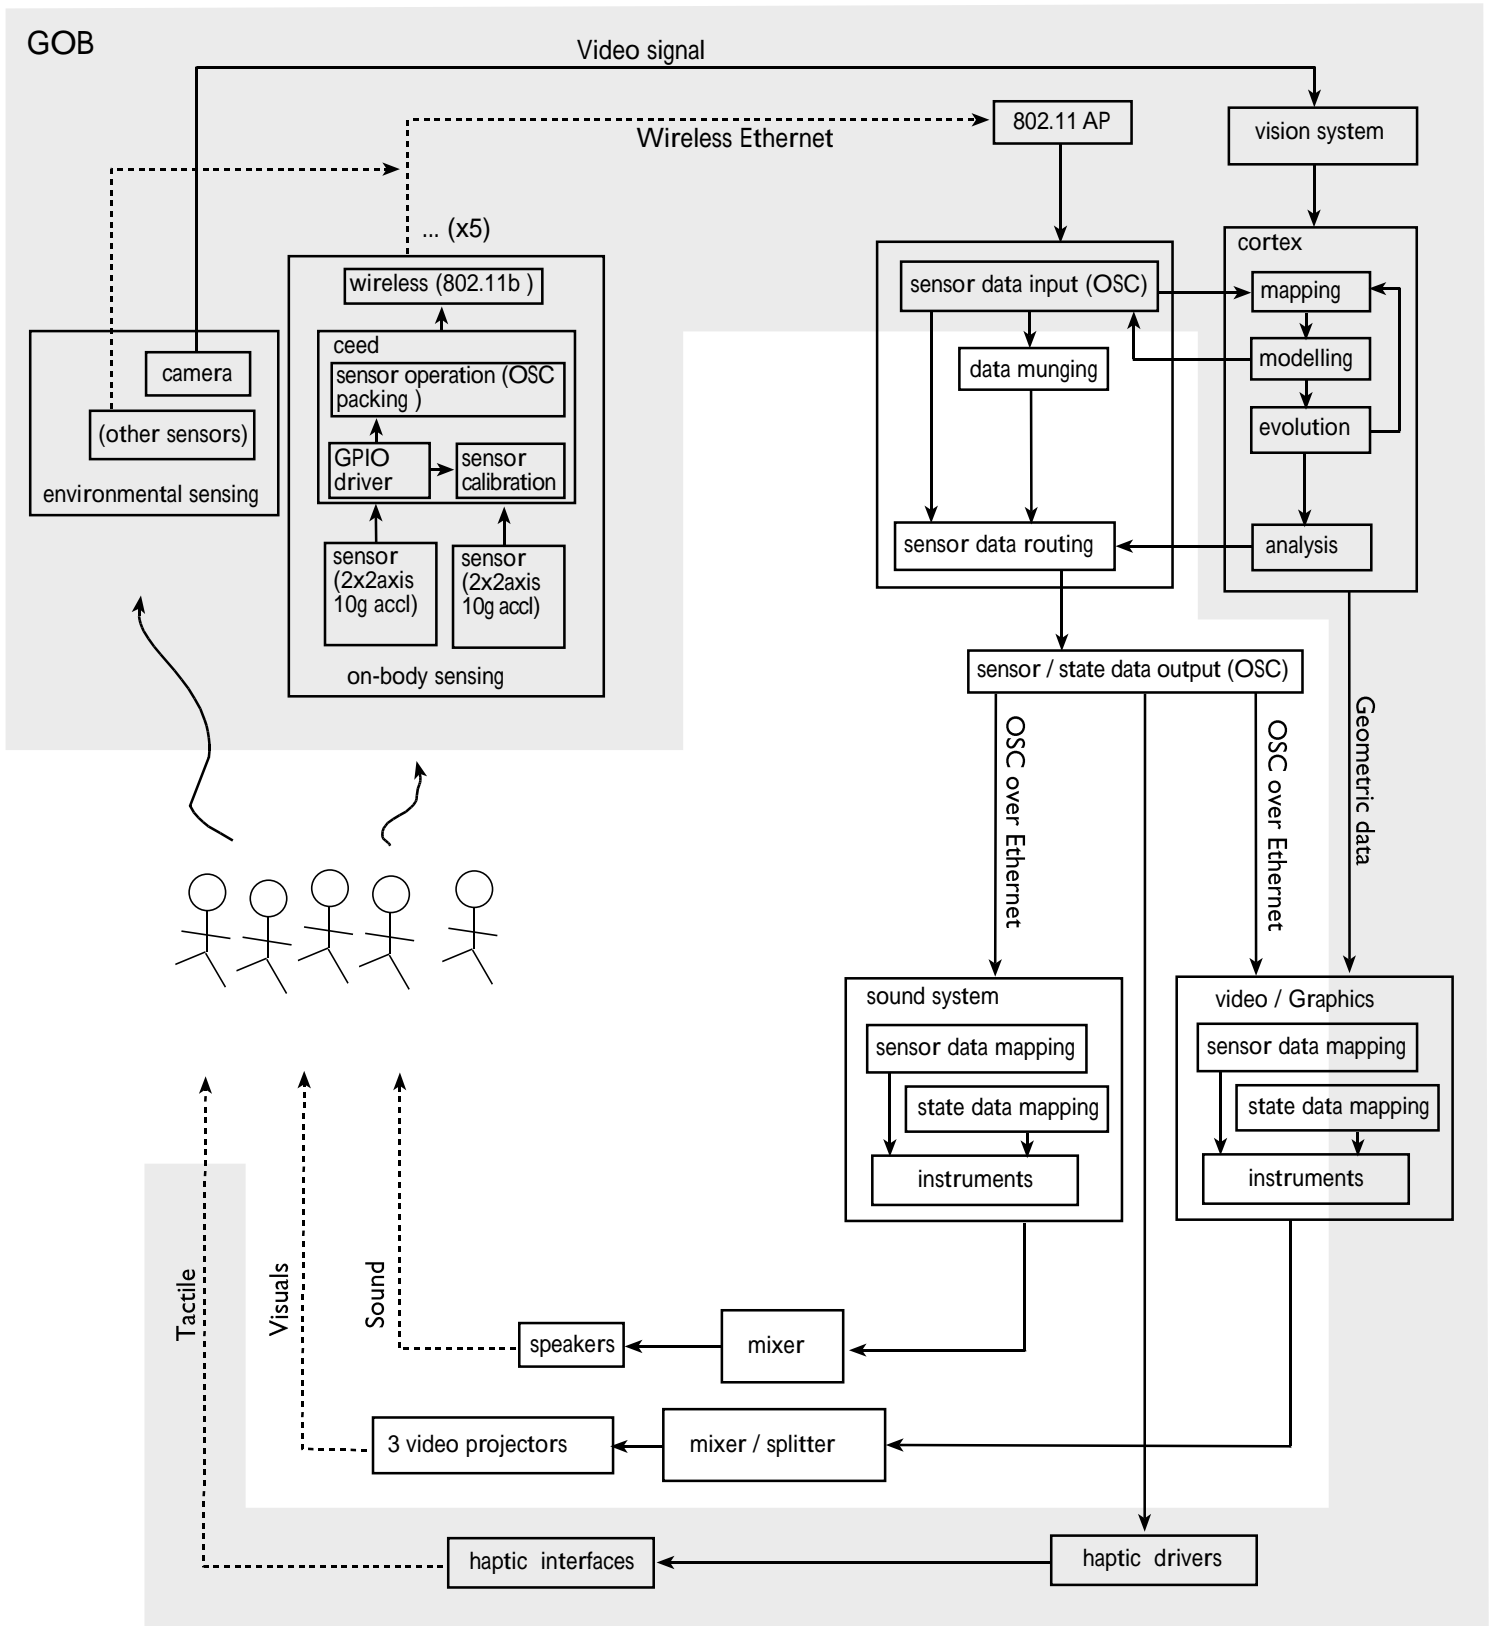 GOB
Video signal
802.11 AP
vision system
Wireless Ethernet
... (x5)
cortex
wireless (802.11b )
sensor data input (OSC)
mapping
ceed
camera
sensor operation (OSC
packing )
data munging
modelling
(other sensors)
evolution
GPIO
driver
sensor
calibration
environmental sensing
sensor
(2x2axis
10g accl)
sensor
(2x2axis
10g accl)
sensor data routing
analysis
on-body sensing
sensor / state data output (OSC)
OSC over Ethernet
OSC over Ethernet
Geometric data
sound system
sensor data mapping
state data mapping
instruments
video / Graphics
sensor data mapping
state data mapping
instruments
Tactile
Visuals
Sound
speakers
mixer
3 video projectors
mixer / splitter
haptic interfaces
haptic drivers